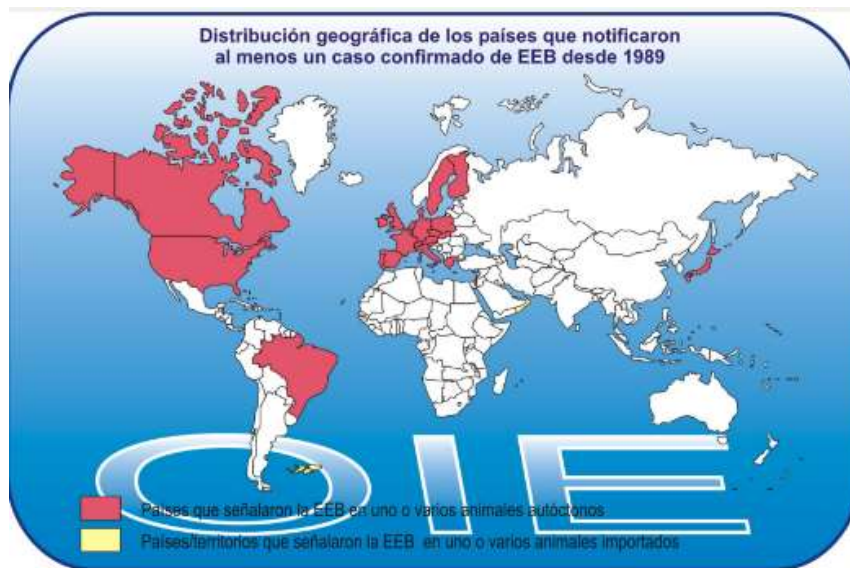 Distribución geográfica de los países que notificaron
al menos un caso confirmado de EEB desde 1989
OIE
Países que señalaron la EEB en uno o varios animales autóctonos
Países/territorios que señalaron la EEB en uno o varios animales importados